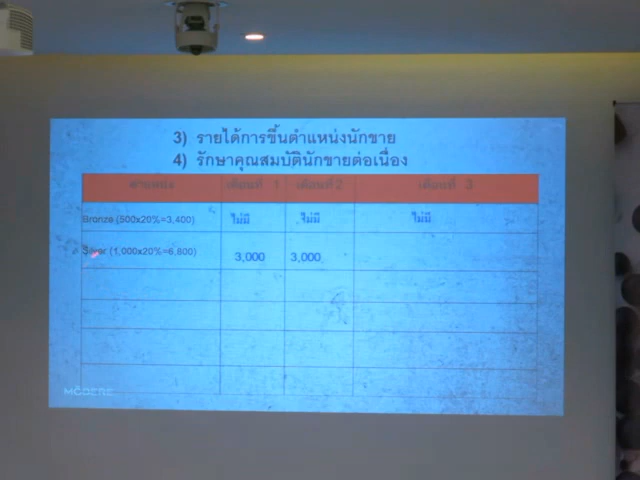 3) รายได้การขึ้นตำแหน่งนักขาย
4) รักษาคุณสมบัตินักขายต่อเนื่อง
ตำแหน่ง เดือนที่ 1 เดือนที่ 2 เดือนที่ 3
Bronze (500x20%=3,400) ไม่มี ไม่มี ไม่มี
Silver (1,000x20%=6,800) 3,000 3,000
MODERE